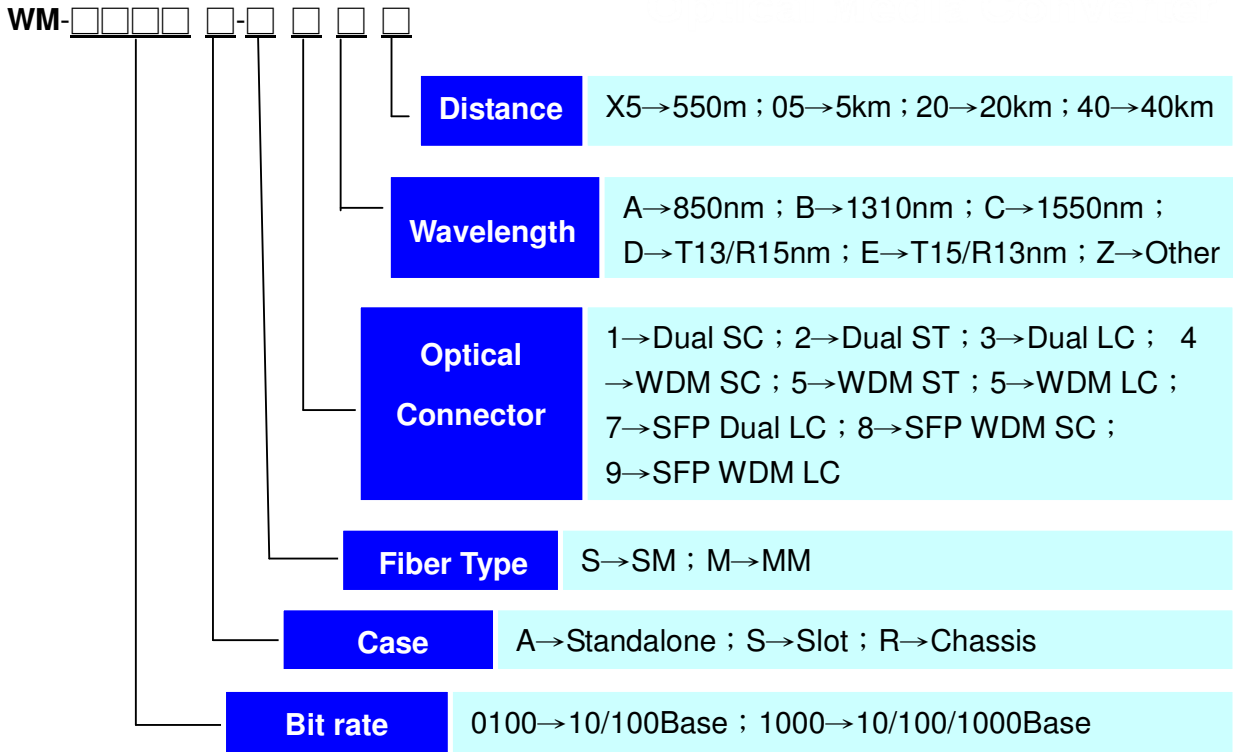 WM-□□□□ □-□ □ □ □
Distance
X5→550m；05→5km；20→20km；40→40km
Wavelength
A→850nm；B→1310nm；C→1550nm；
D→T13/R15nm；E→T15/R13nm；Z→Other
Optical
Connector
1→Dual SC；2→Dual ST；3→Dual LC； 4
→WDM SC；5→WDM ST；5→WDM LC；
7→SFP Dual LC；8→SFP WDM SC；
9→SFP WDM LC
Fiber Type
S→SM；M→MM
Case
A→Standalone；S→Slot；R→Chassis
Bit rate
0100→10/100Base；1000→10/100/1000Base